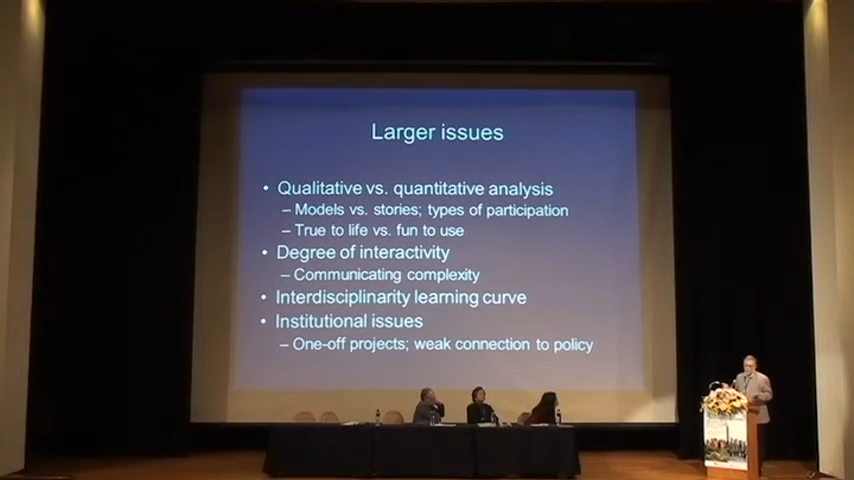 Larger issues
• Qualitative vs. quantitative analysis
– Models vs. stories; types of participation
– True to life vs. fun to use
• Degree of interactivity
– Communicating complexity
• Interdisciplinarity learning curve
• Institutional issues
– One-off projects; weak connection to policy